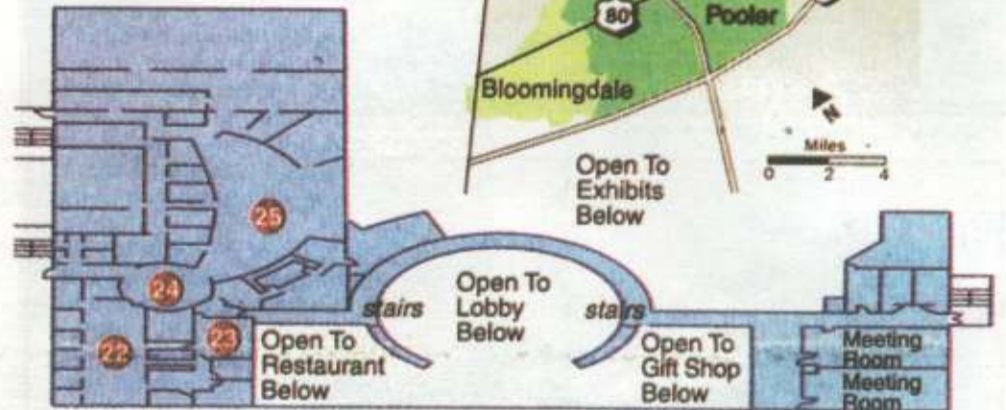 80
Pooler
Bloomingdale
N
Miles
0 2 4
Open To
Exhibits
Below
25
24
22
23
stairs
Open To
Lobby
Below
stairs
Open To
Restaurant
Below
Open To
Gift Shop
Below
Meeting
Room
Meeting
Room